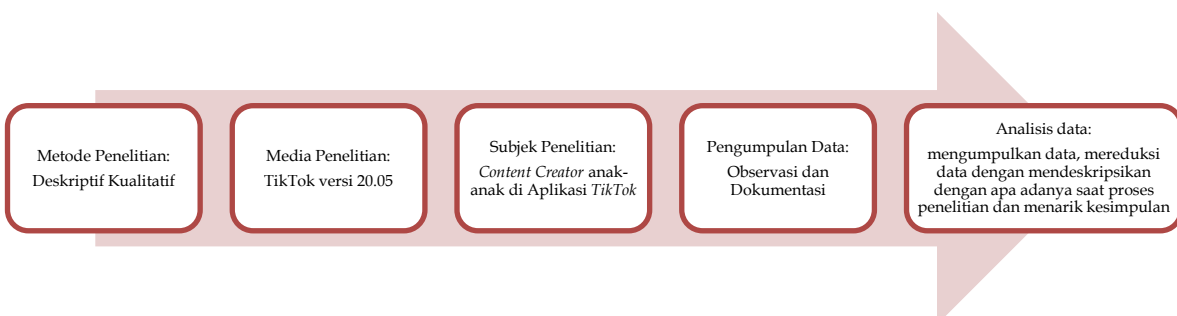 Metode Penelitian:
Deskriptif Kualitatif
Media Penelitian:
TikTok versi 20.05
Subjek Penelitian:
Content Creator anak-
anak di Aplikasi TikTok
Pengumpulan Data:
Observasi dan
Dokumentasi
Analisis data:
mengumpulkan data, mereduksi
data dengan mendeskripsikan
dengan apa adanya saat proses
penelitian dan menarik kesimpulan